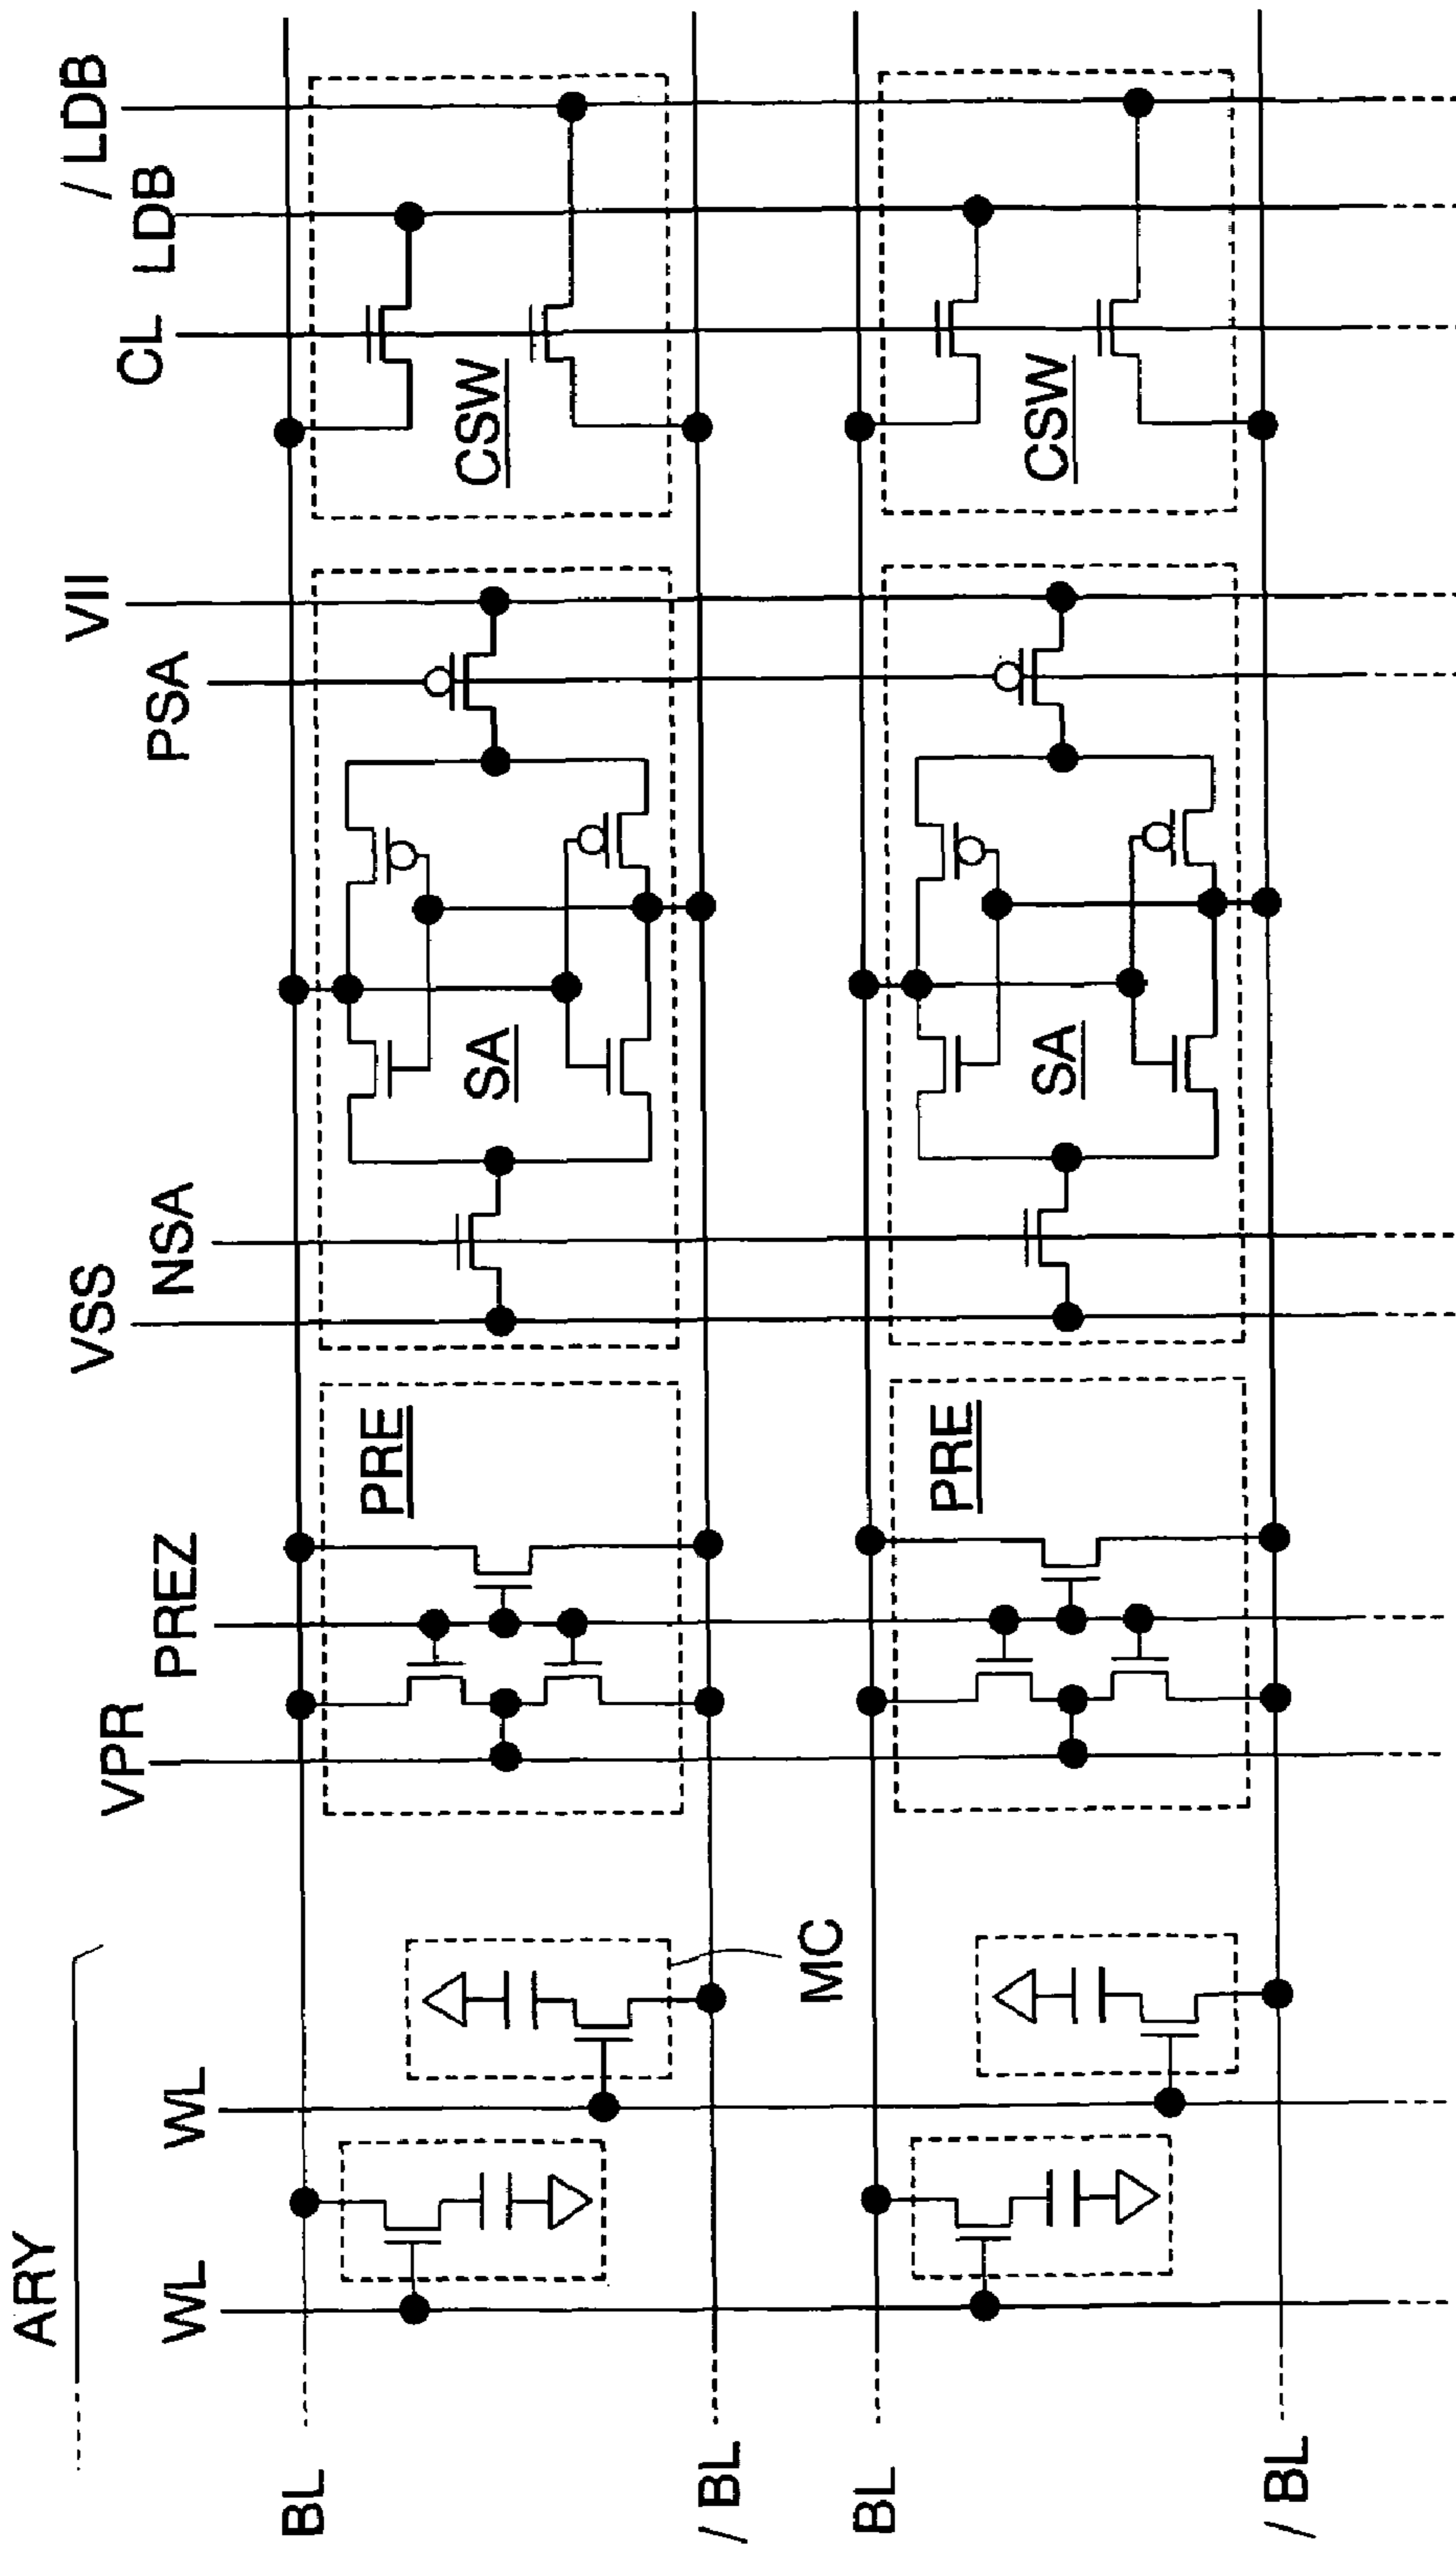 ARY
WL
WL
VPR
PREZ
VSS
NSA
PSA
VII
CL
LDB
/ LDB
BL
PRE
SA
CSW
/ BL
MC
BL
PRE
SA
CSW
/ BL